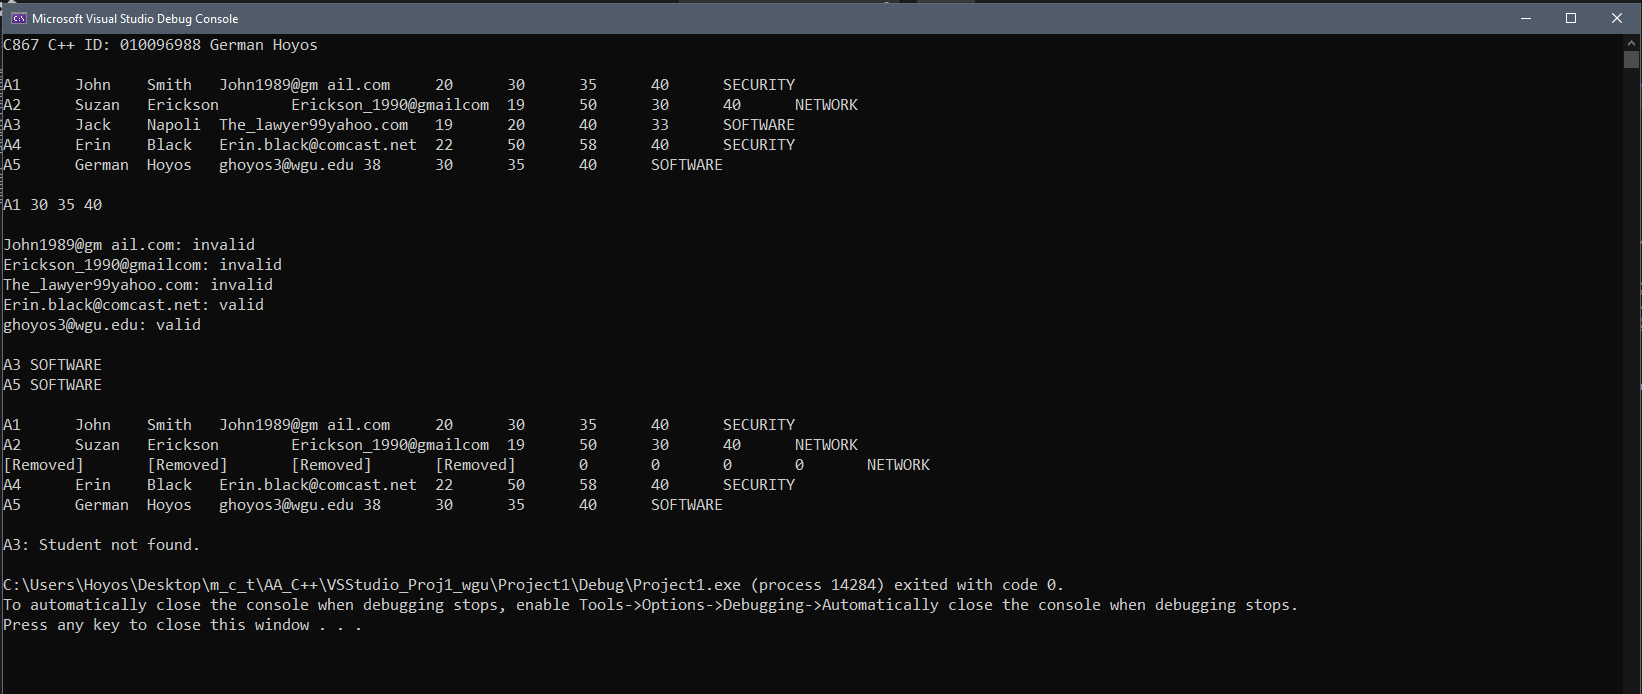 Microsoft Visual Studio Debug Console
C867 C++ ID: 010096988 German Hoyos
A1 John Smith John1989@gm ail.com 20 30 35 40 SECURITY
A2 Suzan Erickson Erickson_1990@gmailcom 19 50 30 40 NETWORK
A3 Jack Napoli The_lawyer99yahoo.com 19 20 40 33 SOFTWARE
A4 Erin Black Erin.black@comcast.net 22 50 58 40 SECURITY
A5 German Hoyos ghoyos3@wgu.edu 38 30 35 40 SOFTWARE
A1 30 35 40
John1989@gm ail.com: invalid
Erickson_1990@gmailcom: invalid
The_lawyer99yahoo.com: invalid
Erin.black@comcast.net: valid
ghoyos3@wgu.edu: valid
A3 SOFTWARE
A5 SOFTWARE
A1 John Smith John1989@gm ail.com 20 30 35 40 SECURITY
A2 Suzan Erickson Erickson_1990@gmailcom 19 50 30 40 NETWORK
[Removed] [Removed] [Removed] [Removed] 0 0 0 0 NETWORK
A4 Erin Black Erin.black@comcast.net 22 50 58 40 SECURITY
A5 German Hoyos ghoyos3@wgu.edu 38 30 35 40 SOFTWARE
A3: Student not found.
C:\Users\Hoyos\Desktop\m_c_t\AA_C++\VSStudio_Proj1_wgu\Project1\Debug\Project1.exe (process 14284) exited with code 0.
To automatically close the console when debugging stops, enable Tools->Options->Debugging->Automatically close the console when debugging stops.
Press any key to close this window . . .